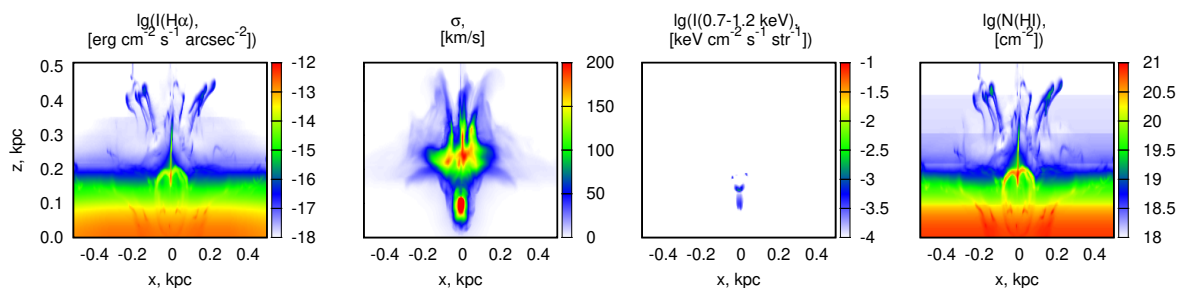 lg(I(Hα),
[erg cm⁻² s⁻¹ arcsec⁻²])
σ,
[km/s]
lg(I(0.7-1.2 keV),
[keV cm⁻² s⁻¹ str⁻¹])
lg(N(HI),
[cm⁻²])
z, kpc
0.5
0.4
0.3
0.2
0.1
0.0
-0.4 -0.2 0 0.2 0.4
x, kpc
-12
-13
-14
-15
-16
-17
-18
-0.4 -0.2 0 0.2 0.4
x, kpc
200
150
100
50
0
-0.4 -0.2 0 0.2 0.4
x, kpc
-1
-1.5
-2
-2.5
-3
-3.5
-4
-0.4 -0.2 0 0.2 0.4
x, kpc
21
20.5
20
19.5
19
18.5
18